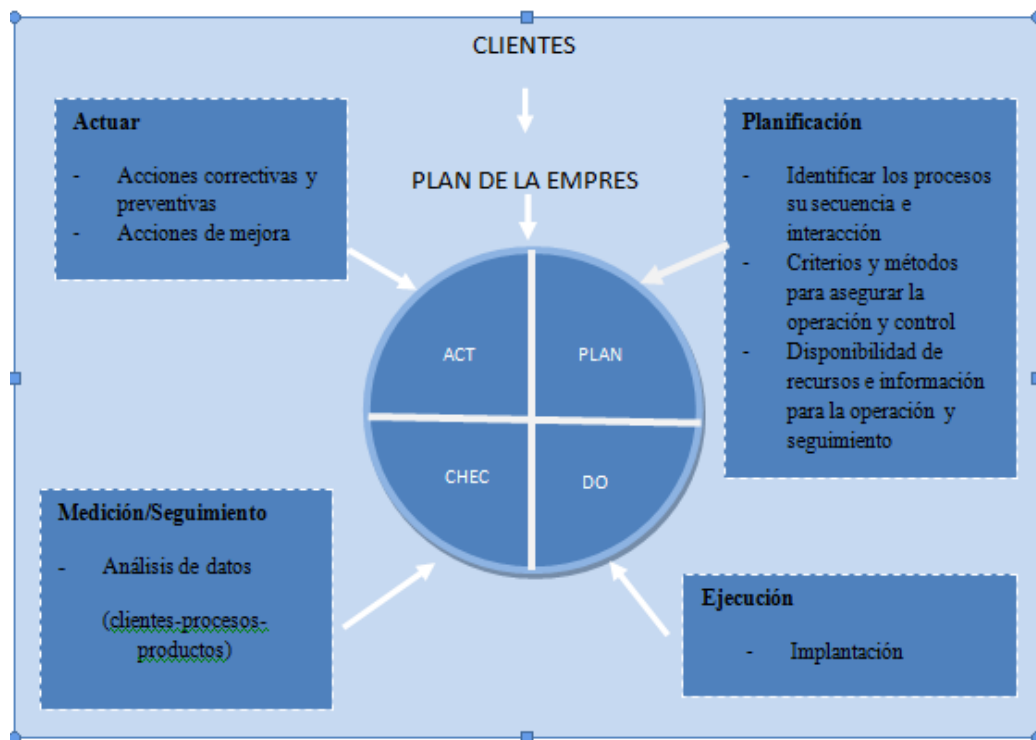 CLIENTES
PLAN DE LA EMPRES
Actuar
- Acciones correctivas y
preventivas
- Acciones de mejora
Planificación
- Identificar los procesos
su secuencia e
interacción
- Criterios y métodos
para asegurar la
operación y control
- Disponibilidad de
recursos e información
para la operación y
seguimiento
ACT
PLAN
CHEC
DO
Medición/Seguimiento
- Análisis de datos
(clientes-procesos-
productos)
Ejecución
- Implantación